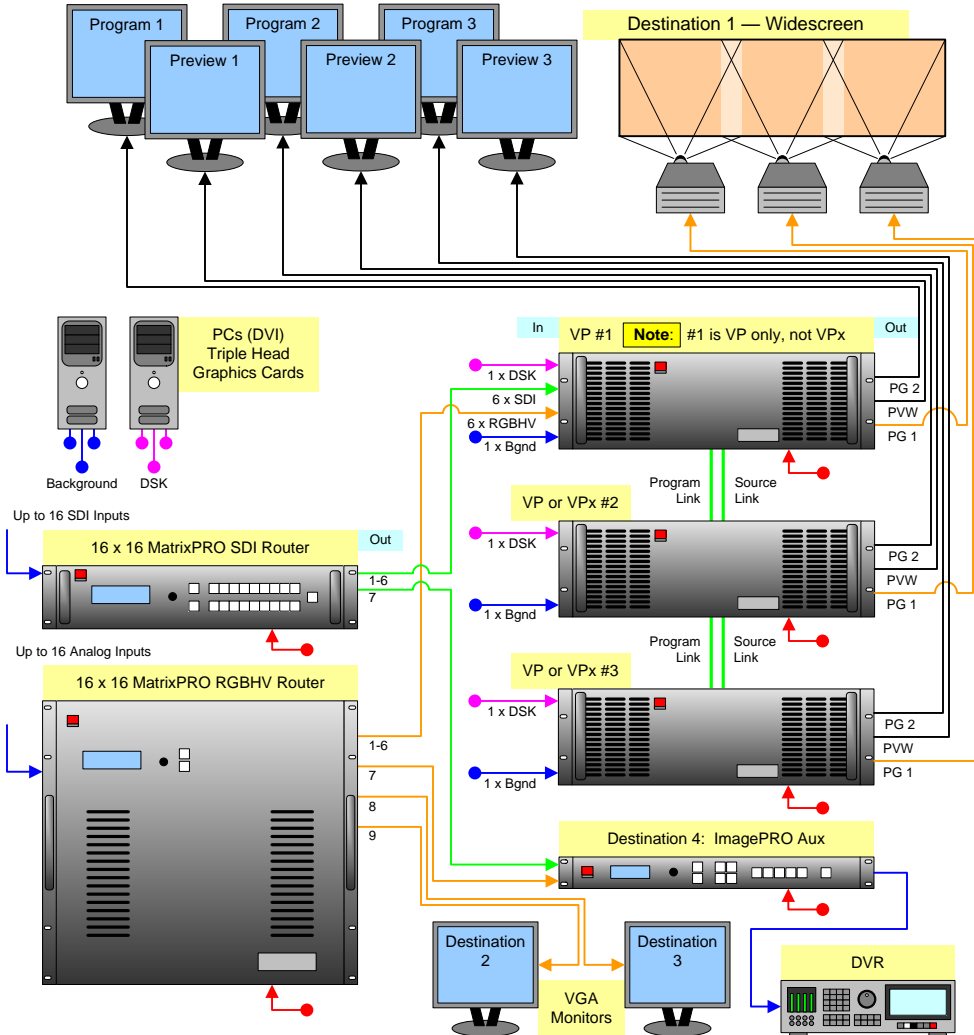 Program 1
Program 2
Program 3
Preview 1
Preview 2
Preview 3
Destination 1 — Widescreen
PCs (DVI)
Triple Head
Graphics Cards
Background
DSK
In
VP #1
Note:
#1 is VP only, not VPx
Out
1 x DSK
6 x SDI
6 x RGBHV
1 x Bgnd
PG 2
PVW
PG 1
Program
Link
Source
Link
Up to 16 SDI Inputs
16 x 16 MatrixPRO SDI Router
Out
1-6
7
VP or VPx #2
1 x DSK
1 x Bgnd
PG 2
PVW
PG 1
Program
Link
Source
Link
Up to 16 Analog Inputs
16 x 16 MatrixPRO RGBHV Router
1-6
7
8
9
VP or VPx #3
1 x DSK
1 x Bgnd
PG 2
PVW
PG 1
Destination 4:  ImagePRO Aux
Destination
2
Destination
3
VGA
Monitors
DVR